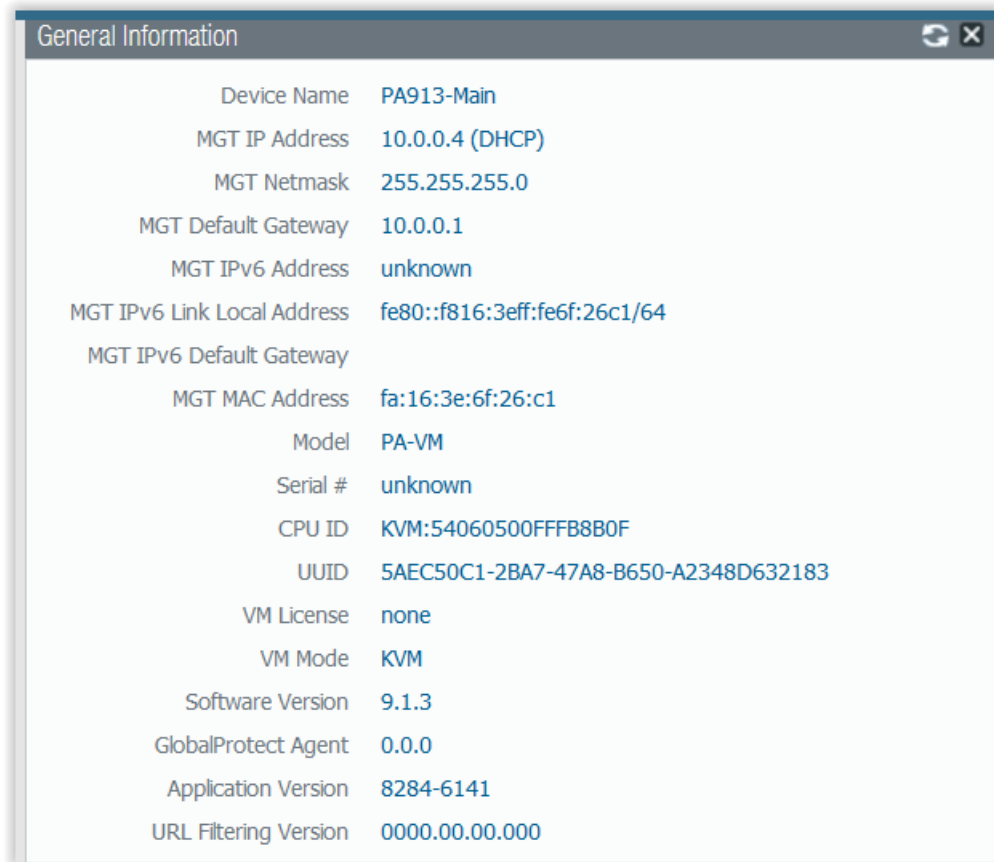 General Information
Device Name PA913-Main
MGT IP Address 10.0.0.4 (DHCP)
MGT Netmask 255.255.255.0
MGT Default Gateway 10.0.0.1
MGT IPv6 Address unknown
MGT IPv6 Link Local Address fe80::f816:3eff:fe6f:26c1/64
MGT IPv6 Default Gateway
MGT MAC Address fa:16:3e:6f:26:c1
Model PA-VM
Serial # unknown
CPU ID KVM:54060500FFFB8B0F
UUID 5AEC50C1-2BA7-47A8-B650-A2348D632183
VM License none
VM Mode KVM
Software Version 9.1.3
GlobalProtect Agent 0.0.0
Application Version 8284-6141
URL Filtering Version 0000.00.00.000